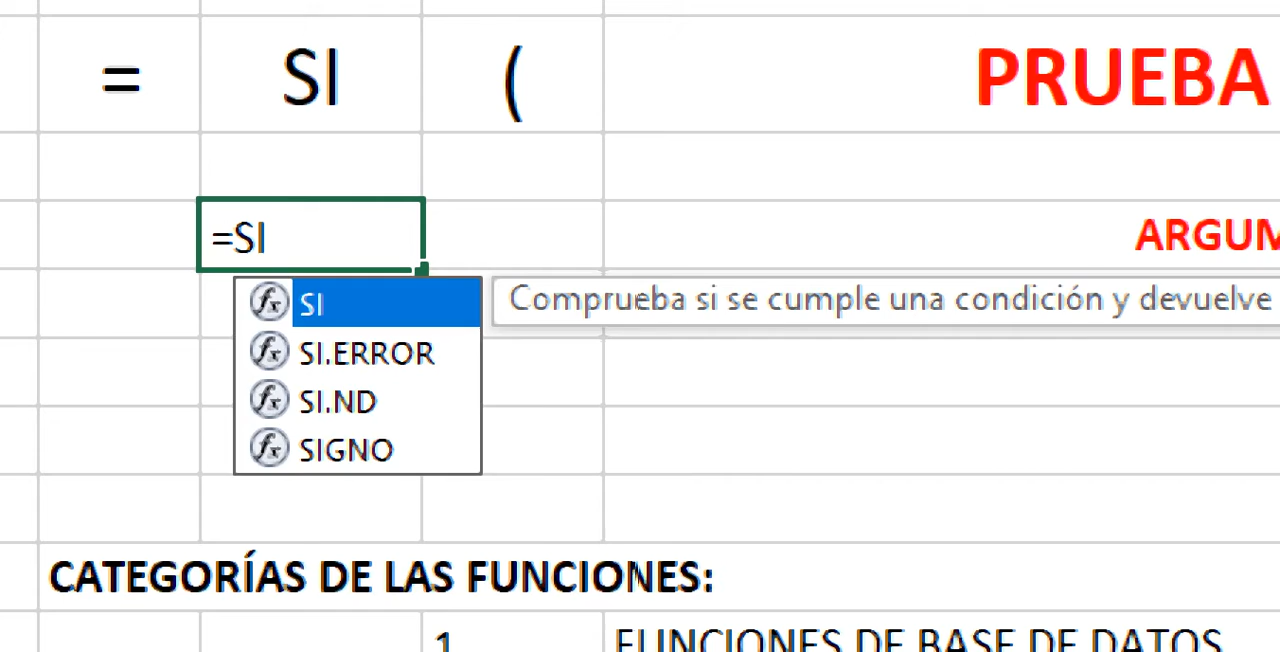 = SI ( PRUEBA
=SI
SI
SI.ERROR
SI.ND
SIGNO
Comprueba si se cumple una condición y devuelve
CATEGORÍAS DE LAS FUNCIONES:
1 FUNCIONES DE BASE DE DATOS